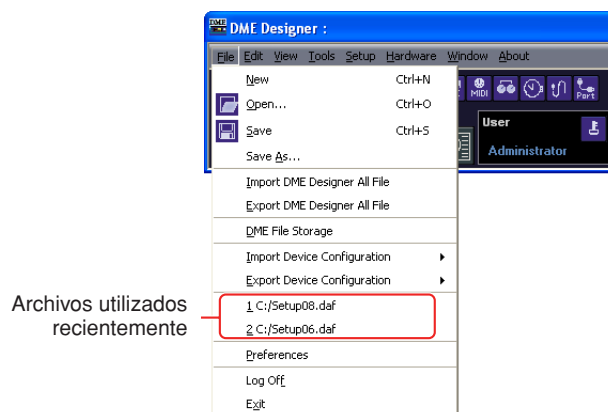 DME Designer :
File Edit View Tools Setup Hardware Window About
New Ctrl+N
Open... Ctrl+O
Save Ctrl+S
Save As...
Import DME Designer All File
Export DME Designer All File
DME File Storage
Import Device Configuration
Export Device Configuration
1 C:/Setup08.daf
2 C:/Setup06.daf
Preferences
Log Off
Exit
MIDI
Port
User
Administrator
Archivos utilizados
recientemente